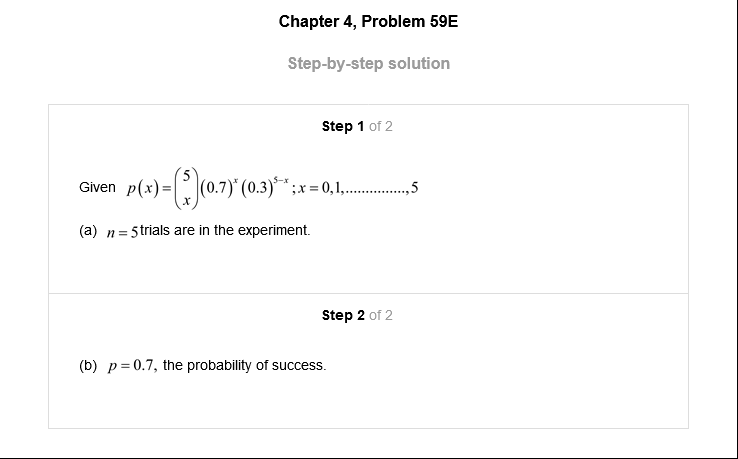 Chapter 4, Problem 59E
Step-by-step solution
Step 1 of 2
Given p(x)=(5 x)(0.7)^x (0.3)^{5-x} ; x = 0,1,...............,5
(a) n = 5 trials are in the experiment.
Step 2 of 2
(b) p = 0.7, the probability of success.